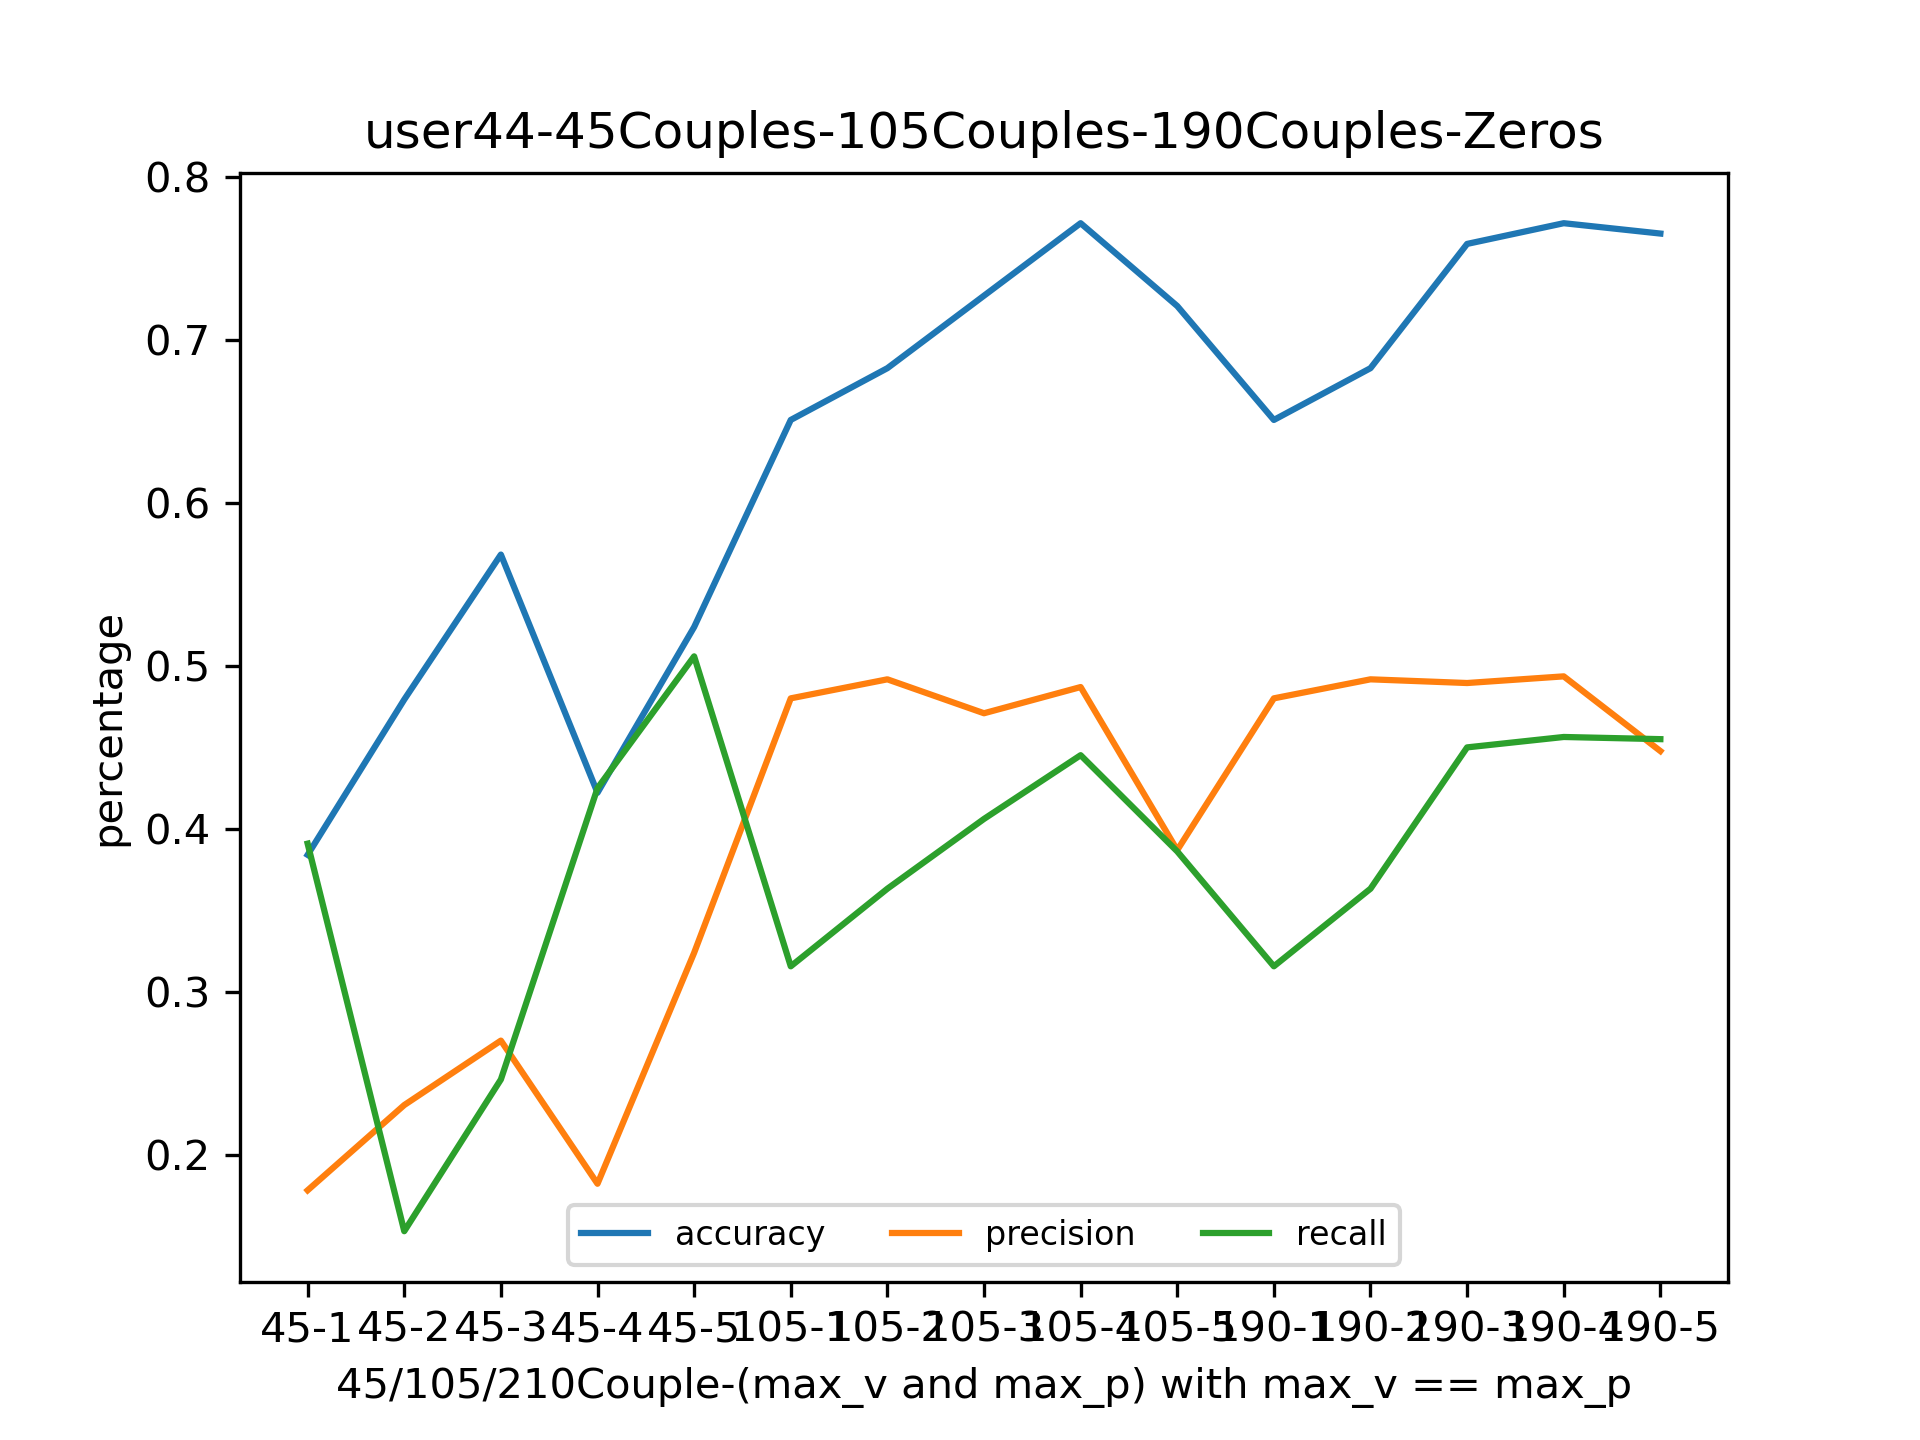 user44-45Couples-105Couples-190Couples-Zeros
0.8
0.7
0.6
0.5
0.4
0.3
0.2
percentage
accuracy precision recall
45-1 45-2 45-3 45-4 45-5 105-1 105-2 105-3 105-4 105-5 190-1 190-2 190-3 190-4 190-5
45/105/210Couple-(max_v and max_p) with max_v == max_p